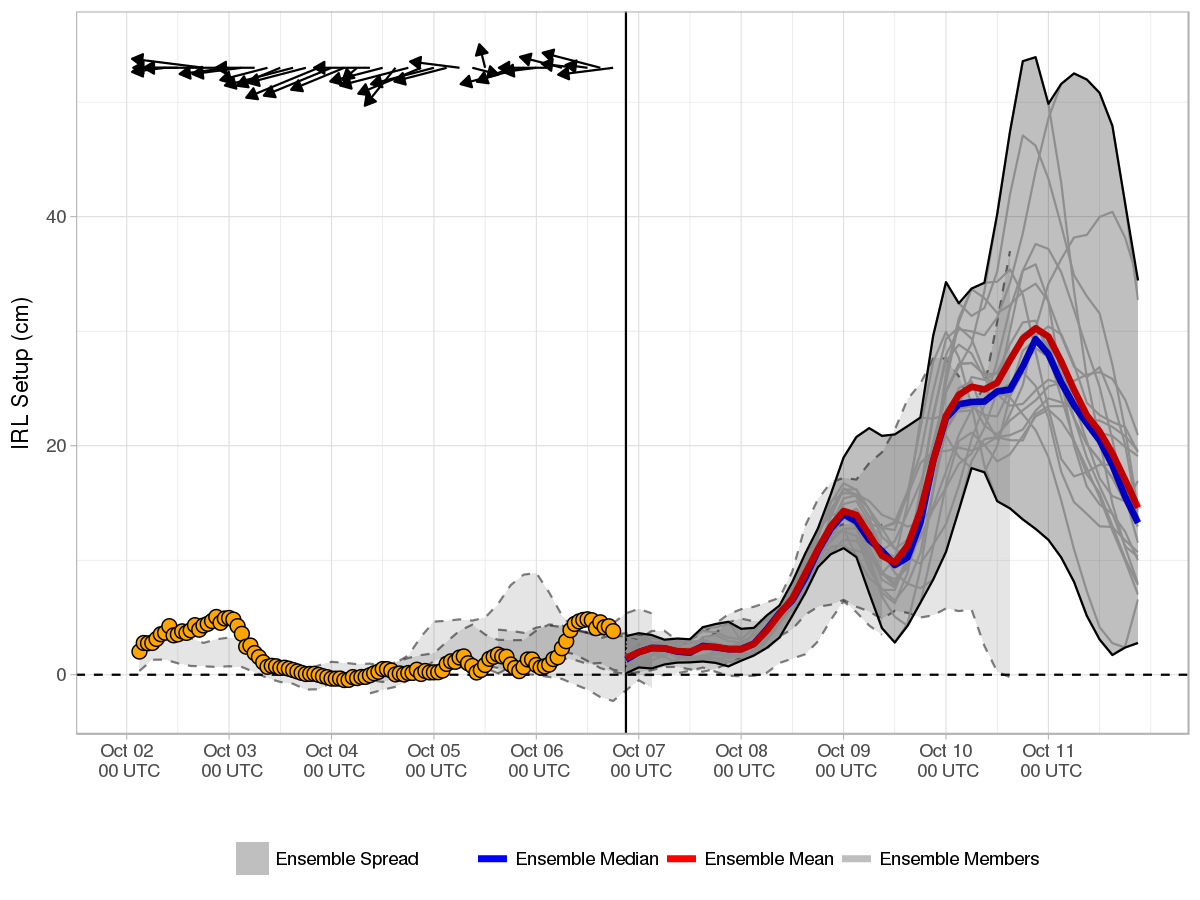 IRL Setup (cm)
40
20
0
Oct 02 Oct 03 Oct 04 Oct 05 Oct 06 Oct 07 Oct 08 Oct 09 Oct 10 Oct 11
00 UTC 00 UTC 00 UTC 00 UTC 00 UTC 00 UTC 00 UTC 00 UTC 00 UTC 00 UTC
Ensemble Spread Ensemble Median Ensemble Mean Ensemble Members